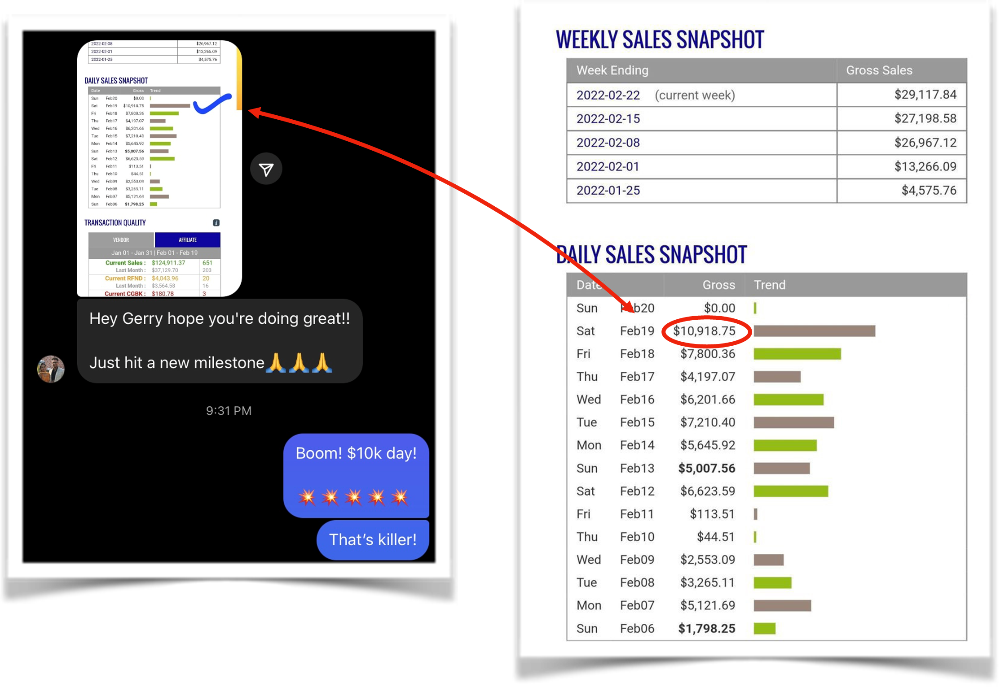 2022-02-08 $26,967.12
2022-02-01 $13,266.09
2022-01-25 $4,575.76
DAILY SALES SNAPSHOT
Date Gross Trend
Sun Feb20 $0.00
Sat Feb19 $10,918.75
Fri Feb18 $7,800.36
Thu Feb17 $4,197.07
Wed Feb16 $6,201.66
Tue Feb15 $7,210.40
Mon Feb14 $5,645.92
Sun Feb13 $5,007.56
Sat Feb12 $6,623.59
Fri Feb11 $113.51
Thu Feb10 $44.51
Wed Feb09 $2,553.09
Tue Feb08 $3,265.11
Mon Feb07 $5,121.69
Sun Feb06 $1,798.25
TRANSACTION QUALITY i
VENDOR AFFILIATE
Jan 01 - Jan 31 | Feb 01 - Feb 19
Current Sales : $124,911.37 651
Last Month : $37,129.70 203
Current RFND : $4,043.96 20
Last Month : $3,564.58 16
Current CGBK : $180.78 3
Hey Gerry hope you're doing great!!
Just hit a new milestone🙏🙏🙏
9:31 PM
Boom! $10k day!
💥💥💥💥💥
That's killer!
WEEKLY SALES SNAPSHOT
Week Ending Gross Sales
2022-02-22 (current week) $29,117.84
2022-02-15 $27,198.58
2022-02-08 $26,967.12
2022-02-01 $13,266.09
2022-01-25 $4,575.76
DAILY SALES SNAPSHOT
Date Gross Trend
Sun Feb20 $0.00
Sat Feb19 $10,918.75
Fri Feb18 $7,800.36
Thu Feb17 $4,197.07
Wed Feb16 $6,201.66
Tue Feb15 $7,210.40
Mon Feb14 $5,645.92
Sun Feb13 $5,007.56
Sat Feb12 $6,623.59
Fri Feb11 $113.51
Thu Feb10 $44.51
Wed Feb09 $2,553.09
Tue Feb08 $3,265.11
Mon Feb07 $5,121.69
Sun Feb06 $1,798.25